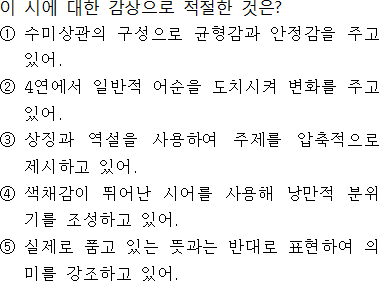 이 시에 대한 감상으로 적절한 것은?
① 수미상관의 구성으로 균형감과 안정감을 주고
있어.
② 4연에서 일반적 어순을 도치시켜 변화를 주고
있어.
③ 상징과 역설을 사용하여 주제를 압축적으로
제시하고 있어.
④ 색채감이 뛰어난 시어를 사용해 낭만적 분위
기를 조성하고 있어.
⑤ 실제로 품고 있는 뜻과는 반대로 표현하여 의
미를 강조하고 있어.